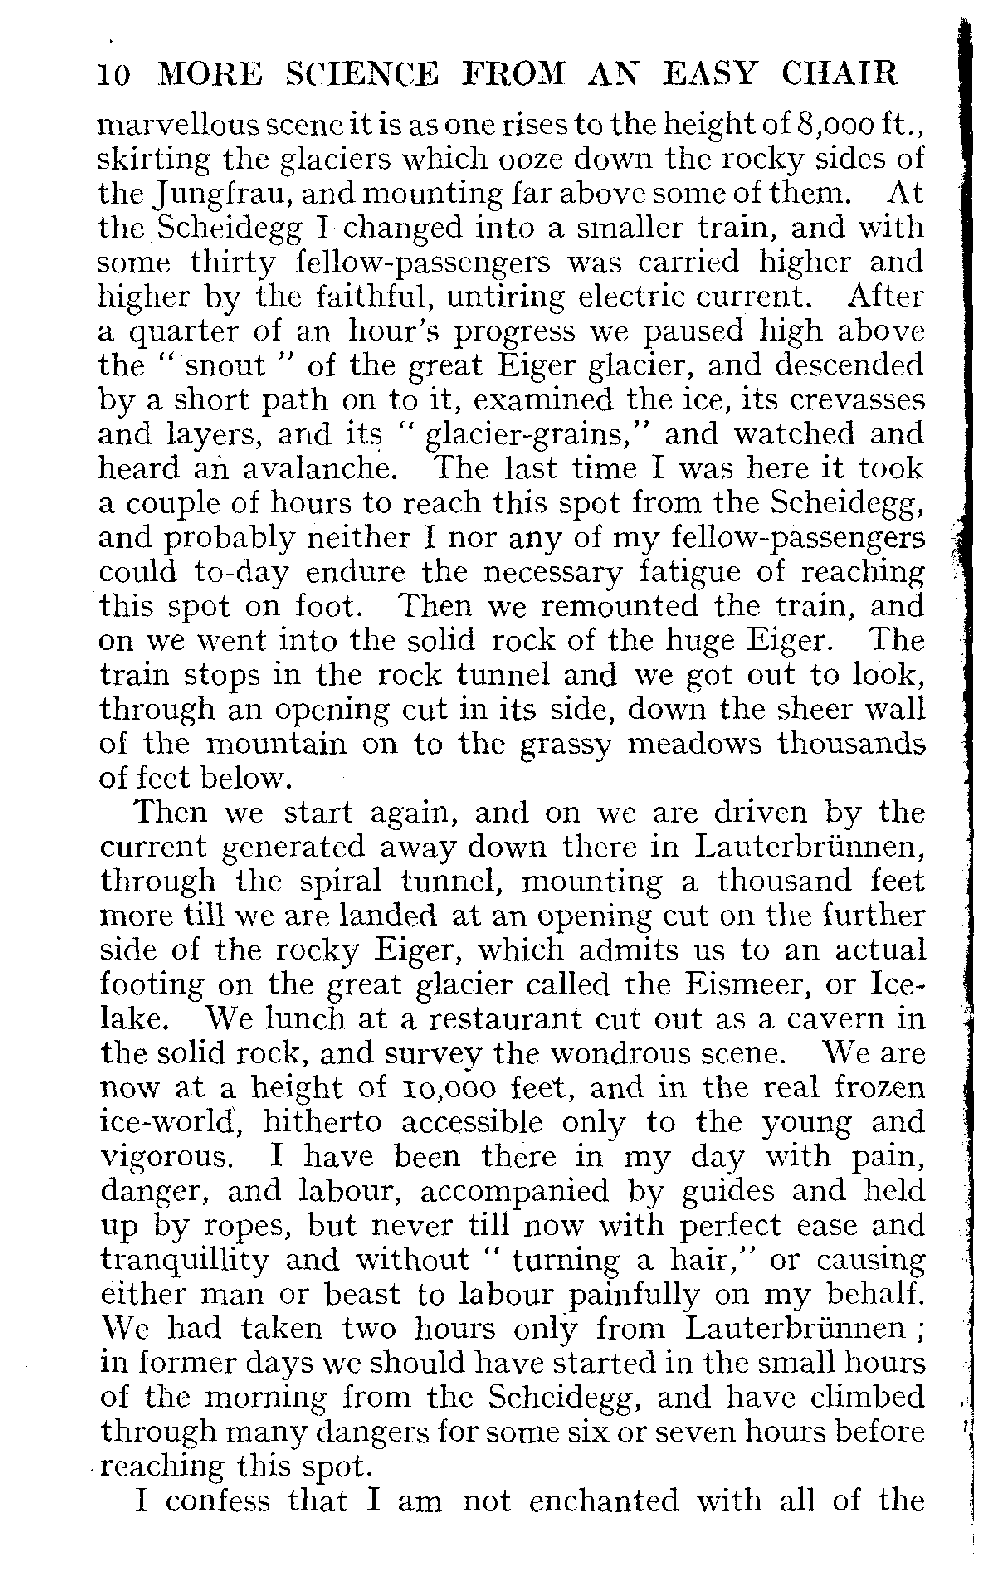 10 MORE SCIENCE FROM AN EASY CHAIR
marvellous scene it is as one rises to the height of 8,000 ft.,
skirting the glaciers which ooze down the rocky sides of
the Jungfrau, and mounting far above some of them. At
the Scheidegg I changed into a smaller train, and with
some thirty fellow-passengers was carried higher and
higher by the faithful, untiring electric current. After
a quarter of an hour's progress we paused high above
the " snout " of the great Eiger glacier, and descended
by a short path on to it, examined the ice, its crevasses
and layers, and its " glacier-grains," and watched and
heard an avalanche. The last time I was here it took
a couple of hours to reach this spot from the Scheidegg,
and probably neither I nor any of my fellow-passengers
could to-day endure the necessary fatigue of reaching
this spot on foot. Then we remounted the train, and
on we went into the solid rock of the huge Eiger. The
train stops in the rock tunnel and we got out to look,
through an opening cut in its side, down the sheer wall
of the mountain on to the grassy meadows thousands
of feet below.
Then we start again, and on we are driven by the
current generated away down there in Lauterbrünnen,
through the spiral tunnel, mounting a thousand feet
more till we are landed at an opening cut on the further
side of the rocky Eiger, which admits us to an actual
footing on the great glacier called the Eismeer, or Ice-
lake. We lunch at a restaurant cut out as a cavern in
the solid rock, and survey the wondrous scene. We are
now at a height of 10,000 feet, and in the real frozen
ice-world, hitherto accessible only to the young and
vigorous. I have been there in my day with pain,
danger, and labour, accompanied by guides and held
up by ropes, but never till now with perfect ease and
tranquillity and without " turning a hair," or causing
either man or beast to labour painfully on my behalf.
We had taken two hours only from Lauterbrünnen ;
in former days we should have started in the small hours
of the morning from the Scheidegg, and have climbed
through many dangers for some six or seven hours before
reaching this spot.
I confess that I am not enchanted with all of the